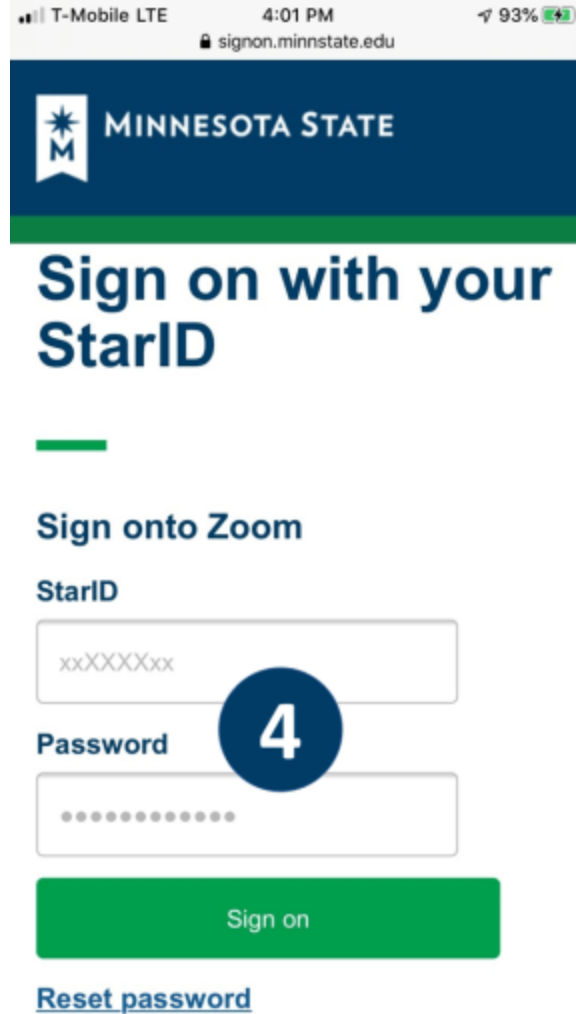 T-Mobile LTE 4:01 PM 93%
signon.minnstate.edu
M
MINNESOTA STATE
Sign on with your
StarID
Sign onto Zoom
StarID
xxXXXXxx
4
Password
Sign on
Reset password